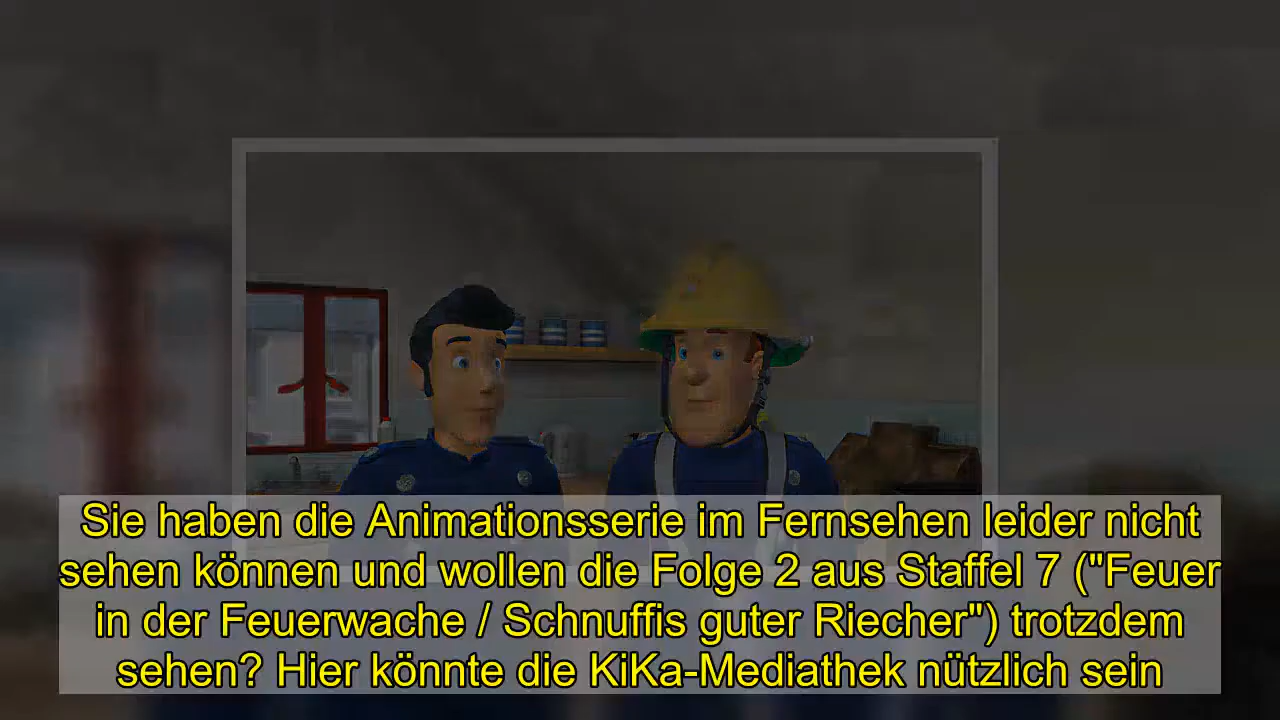 Sie haben die Animationsserie im Fernsehen leider nicht
sehen können und wollen die Folge 2 aus Staffel 7 ("Feuer
in der Feuerwache / Schnuffis guter Riecher") trotzdem
sehen? Hier könnte die KiKa-Mediathek nützlich sein